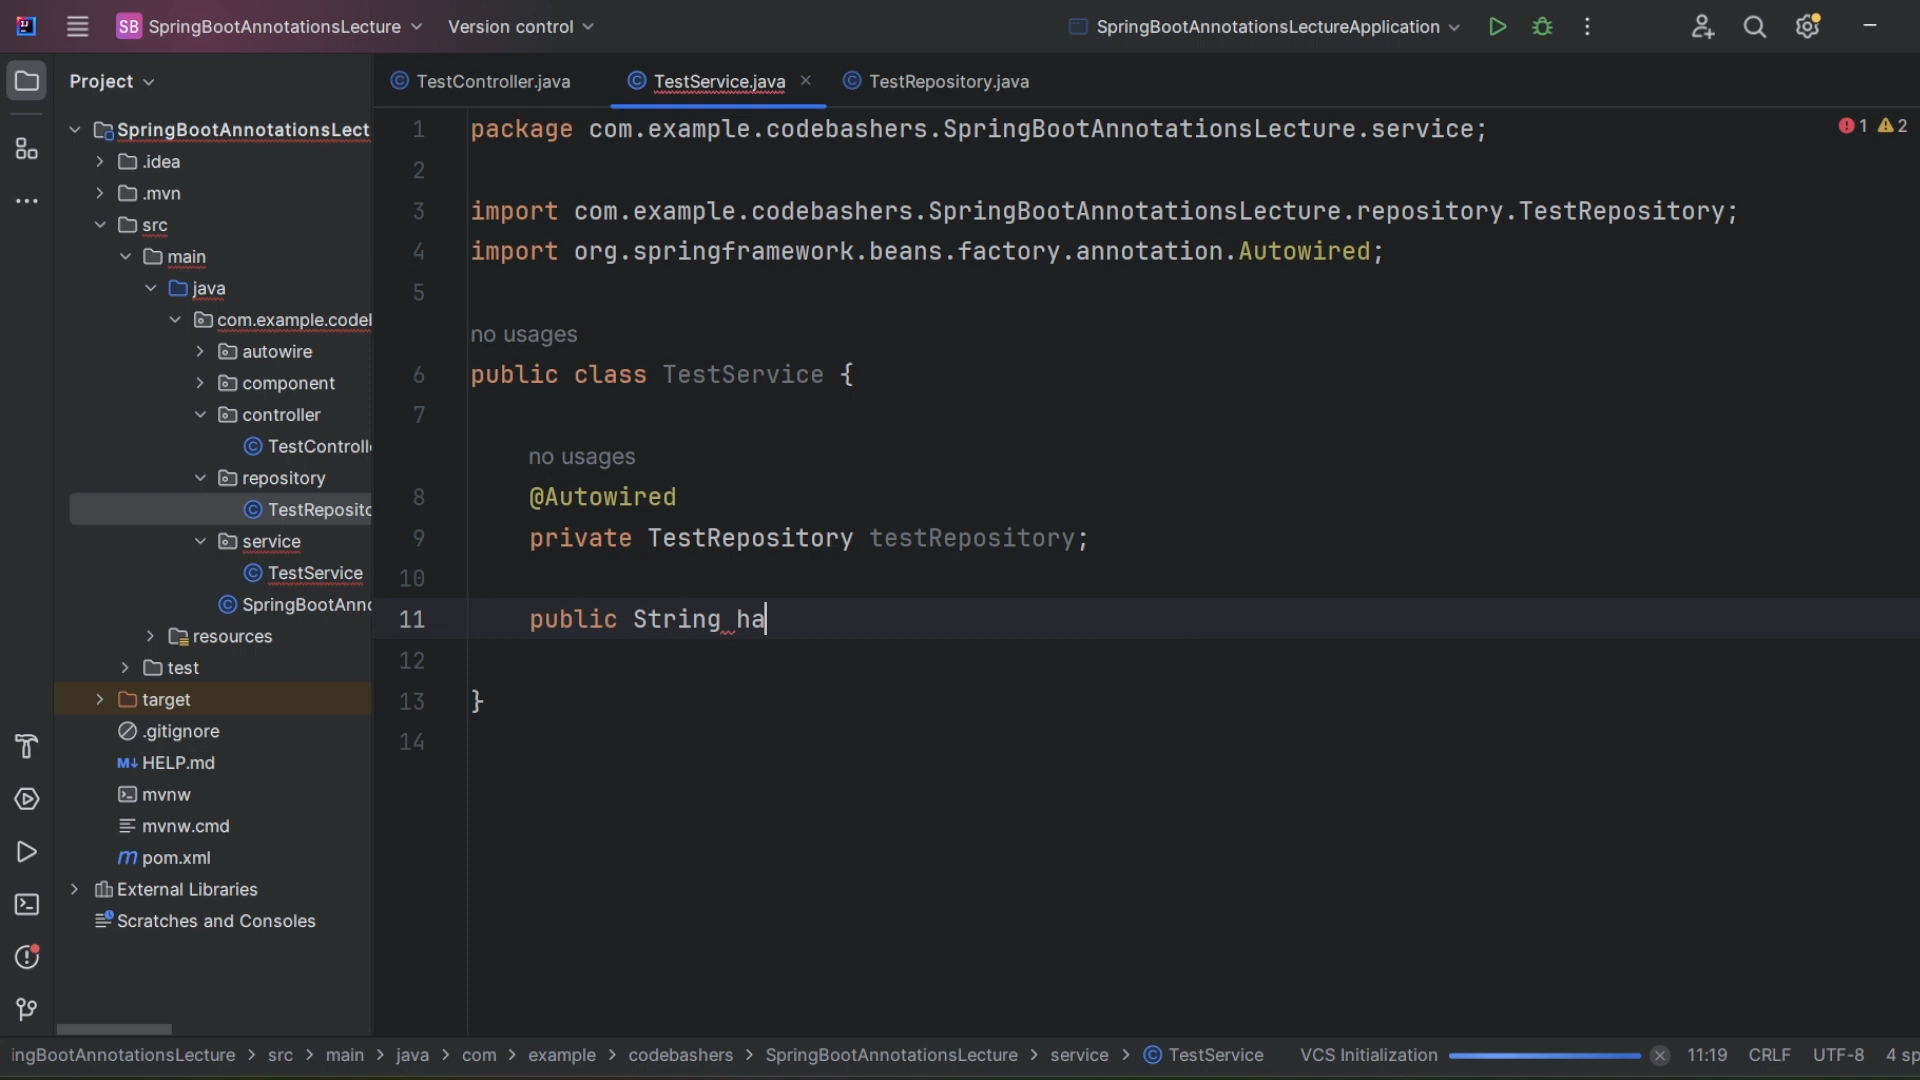 SB SpringBootAnnotationsLecture Version control SpringBootAnnotationsLectureApplication
Project
TestController.java TestService.java TestRepository.java
SpringBootAnnotationsLect
.idea
.mvn
src
main
java
com.example.codel
autowire
component
controller
TestControlle
repository
TestReposito
service
TestService
SpringBootAnno
resources
test
target
.gitignore
M↓ HELP.md
mvnw
mvnw.cmd
m pom.xml
External Libraries
Scratches and Consoles
1 package com.example.codebashers.SpringBootAnnotationsLecture.service;
1 2
2
3 import com.example.codebashers.SpringBootAnnotationsLecture.repository.TestRepository;
4 import org.springframework.beans.factory.annotation.Autowired;
5
no usages
6 public class TestService {
7
no usages
8 @Autowired
9 private TestRepository testRepository;
10
11 public String ha
12
13 }
14
ingBootAnnotationsLecture > src > main > java > com > example > codebashers > SpringBootAnnotationsLecture > service > TestService VCS Initialization 11:19 CRLF UTF-8 4 sp